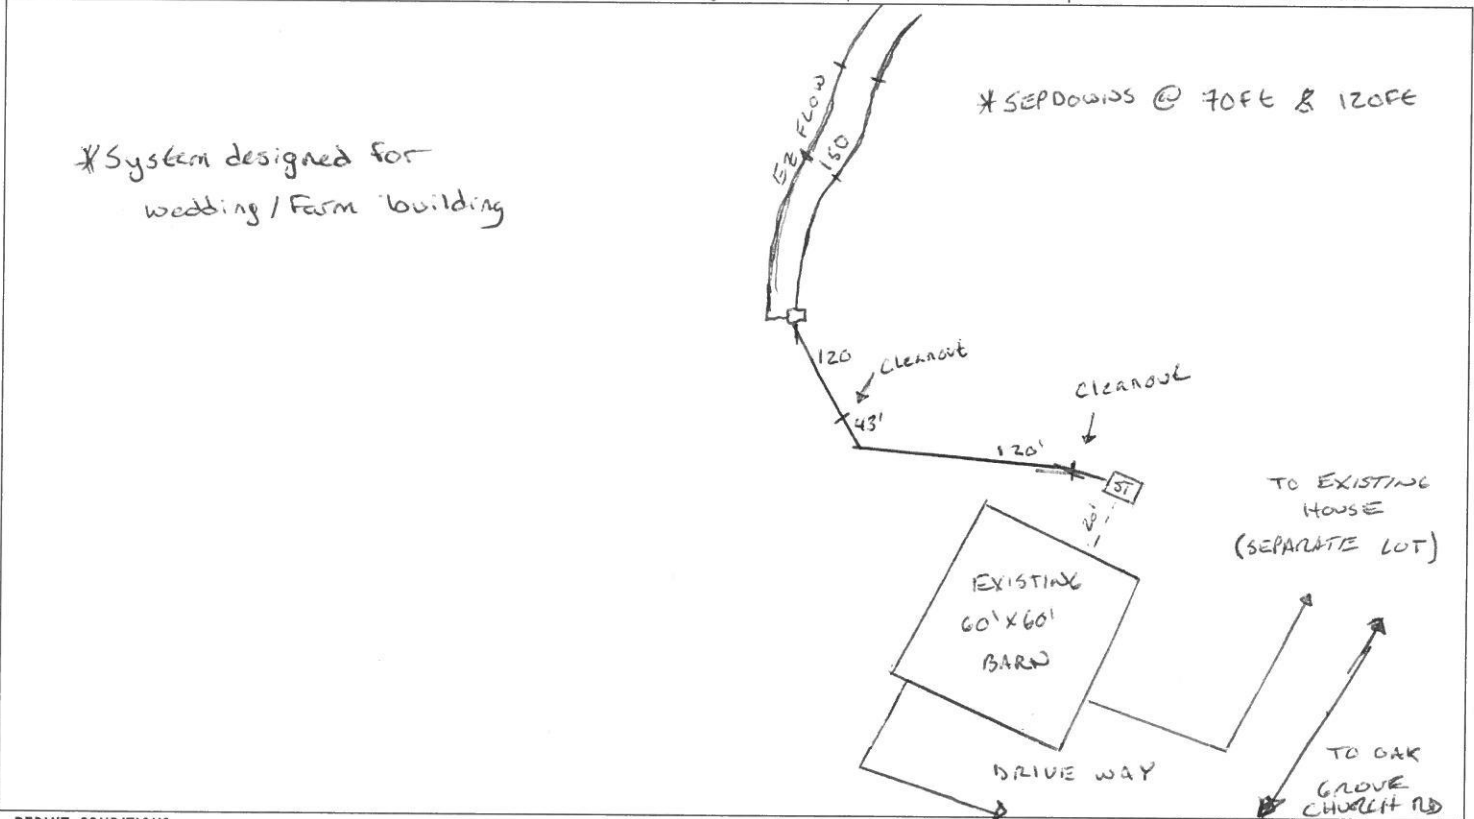 *SEPDOWNS @ 70ft & 120Ft
*System designed for
wedding / Farm building
EZ FLOW
150
120
Cleanout
43'
Cleanout
120'
ST
20'
TO EXISTING
HOUSE
(SEPARATE LOT)
EXISTING
60'X60'
BARN
DRIVE WAY
TO OAK
GROVE
CHURCH RD